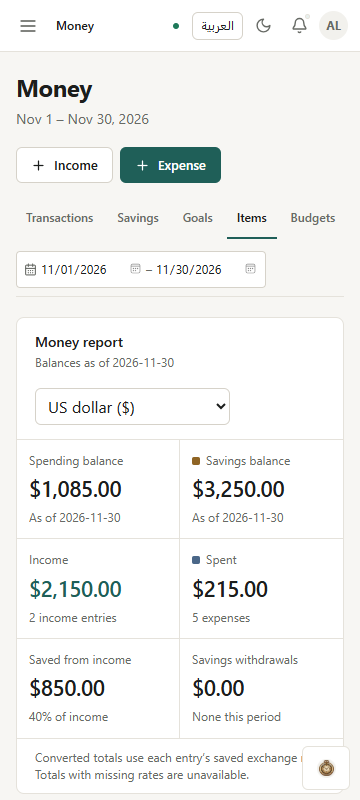 Money
العربية
AL
Money
Nov 1 – Nov 30, 2026
+ Income
+ Expense
Transactions Savings Goals Items Budgets
11/01/2026 – 11/30/2026
Money report
Balances as of 2026-11-30
US dollar ($)
Spending balance
$1,085.00
As of 2026-11-30
Savings balance
$3,250.00
As of 2026-11-30
Income
$2,150.00
2 income entries
Spent
$215.00
5 expenses
Saved from income
$850.00
40% of income
Savings withdrawals
$0.00
None this period
Converted totals use each entry's saved exchange
Totals with missing rates are unavailable.